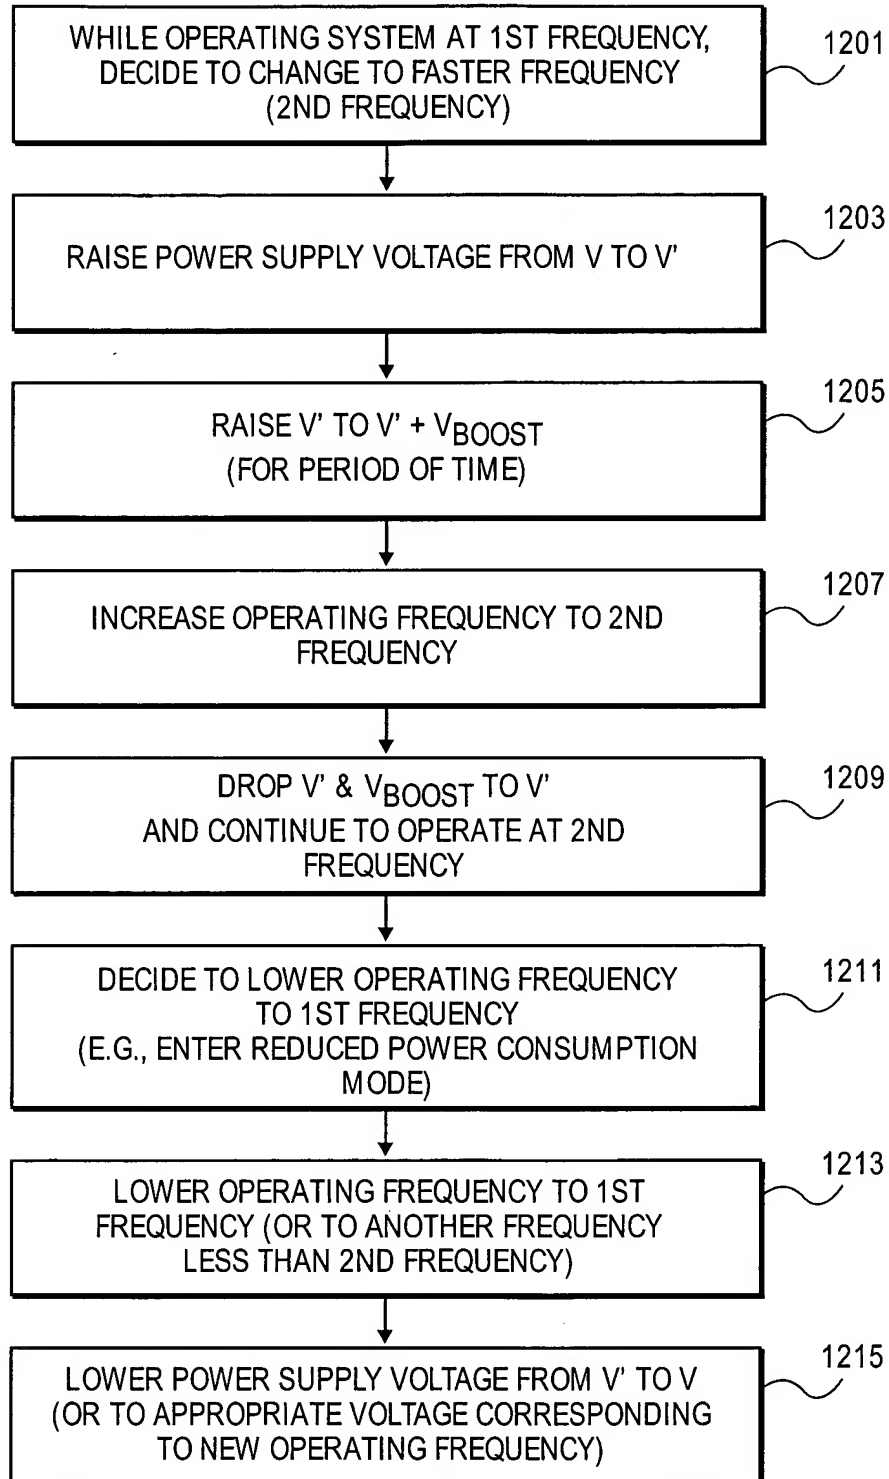 WHILE OPERATING SYSTEM AT 1ST FREQUENCY,
DECIDE TO CHANGE TO FASTER FREQUENCY
(2ND FREQUENCY)
1201
RAISE POWER SUPPLY VOLTAGE FROM V TO V'
1203
RAISE V' TO V' + VBOOST
(FOR PERIOD OF TIME)
1205
INCREASE OPERATING FREQUENCY TO 2ND
FREQUENCY
1207
DROP V' & VBOOST TO V'
AND CONTINUE TO OPERATE AT 2ND
FREQUENCY
1209
DECIDE TO LOWER OPERATING FREQUENCY
TO 1ST FREQUENCY
(E.G., ENTER REDUCED POWER CONSUMPTION
MODE)
1211
LOWER OPERATING FREQUENCY TO 1ST
FREQUENCY (OR TO ANOTHER FREQUENCY
LESS THAN 2ND FREQUENCY)
1213
LOWER POWER SUPPLY VOLTAGE FROM V' TO V
(OR TO APPROPRIATE VOLTAGE CORRESPONDING
TO NEW OPERATING FREQUENCY)
1215